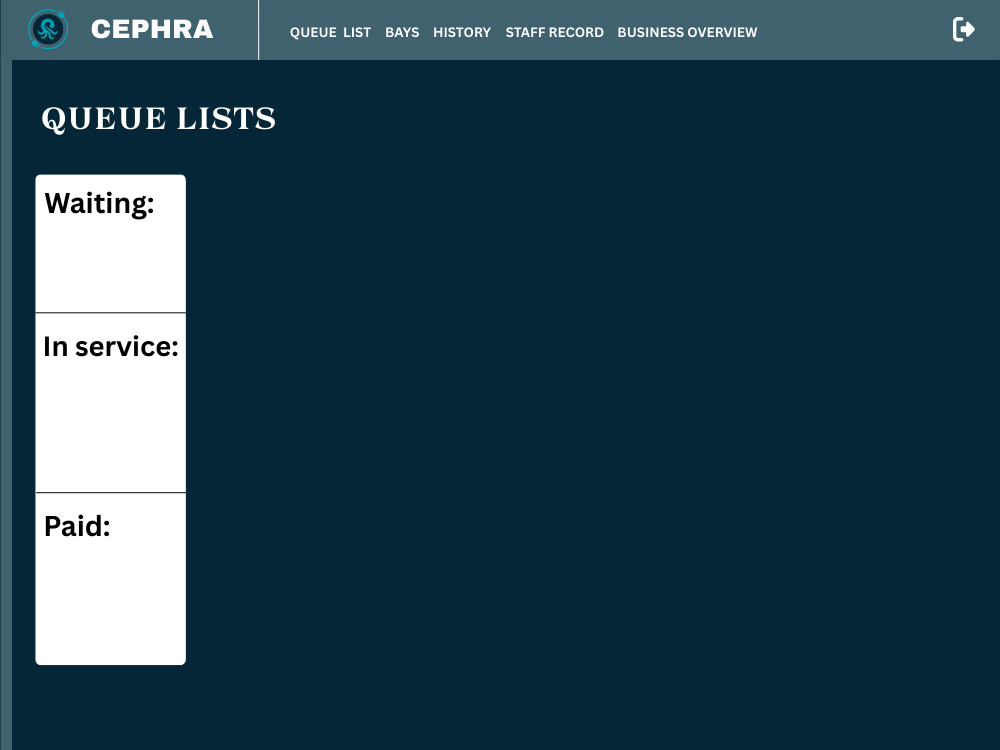 CEPHRA
QUEUE LIST BAYS HISTORY STAFF RECORD BUSINESS OVERVIEW
QUEUE LISTS
Waiting:
In service:
Paid: